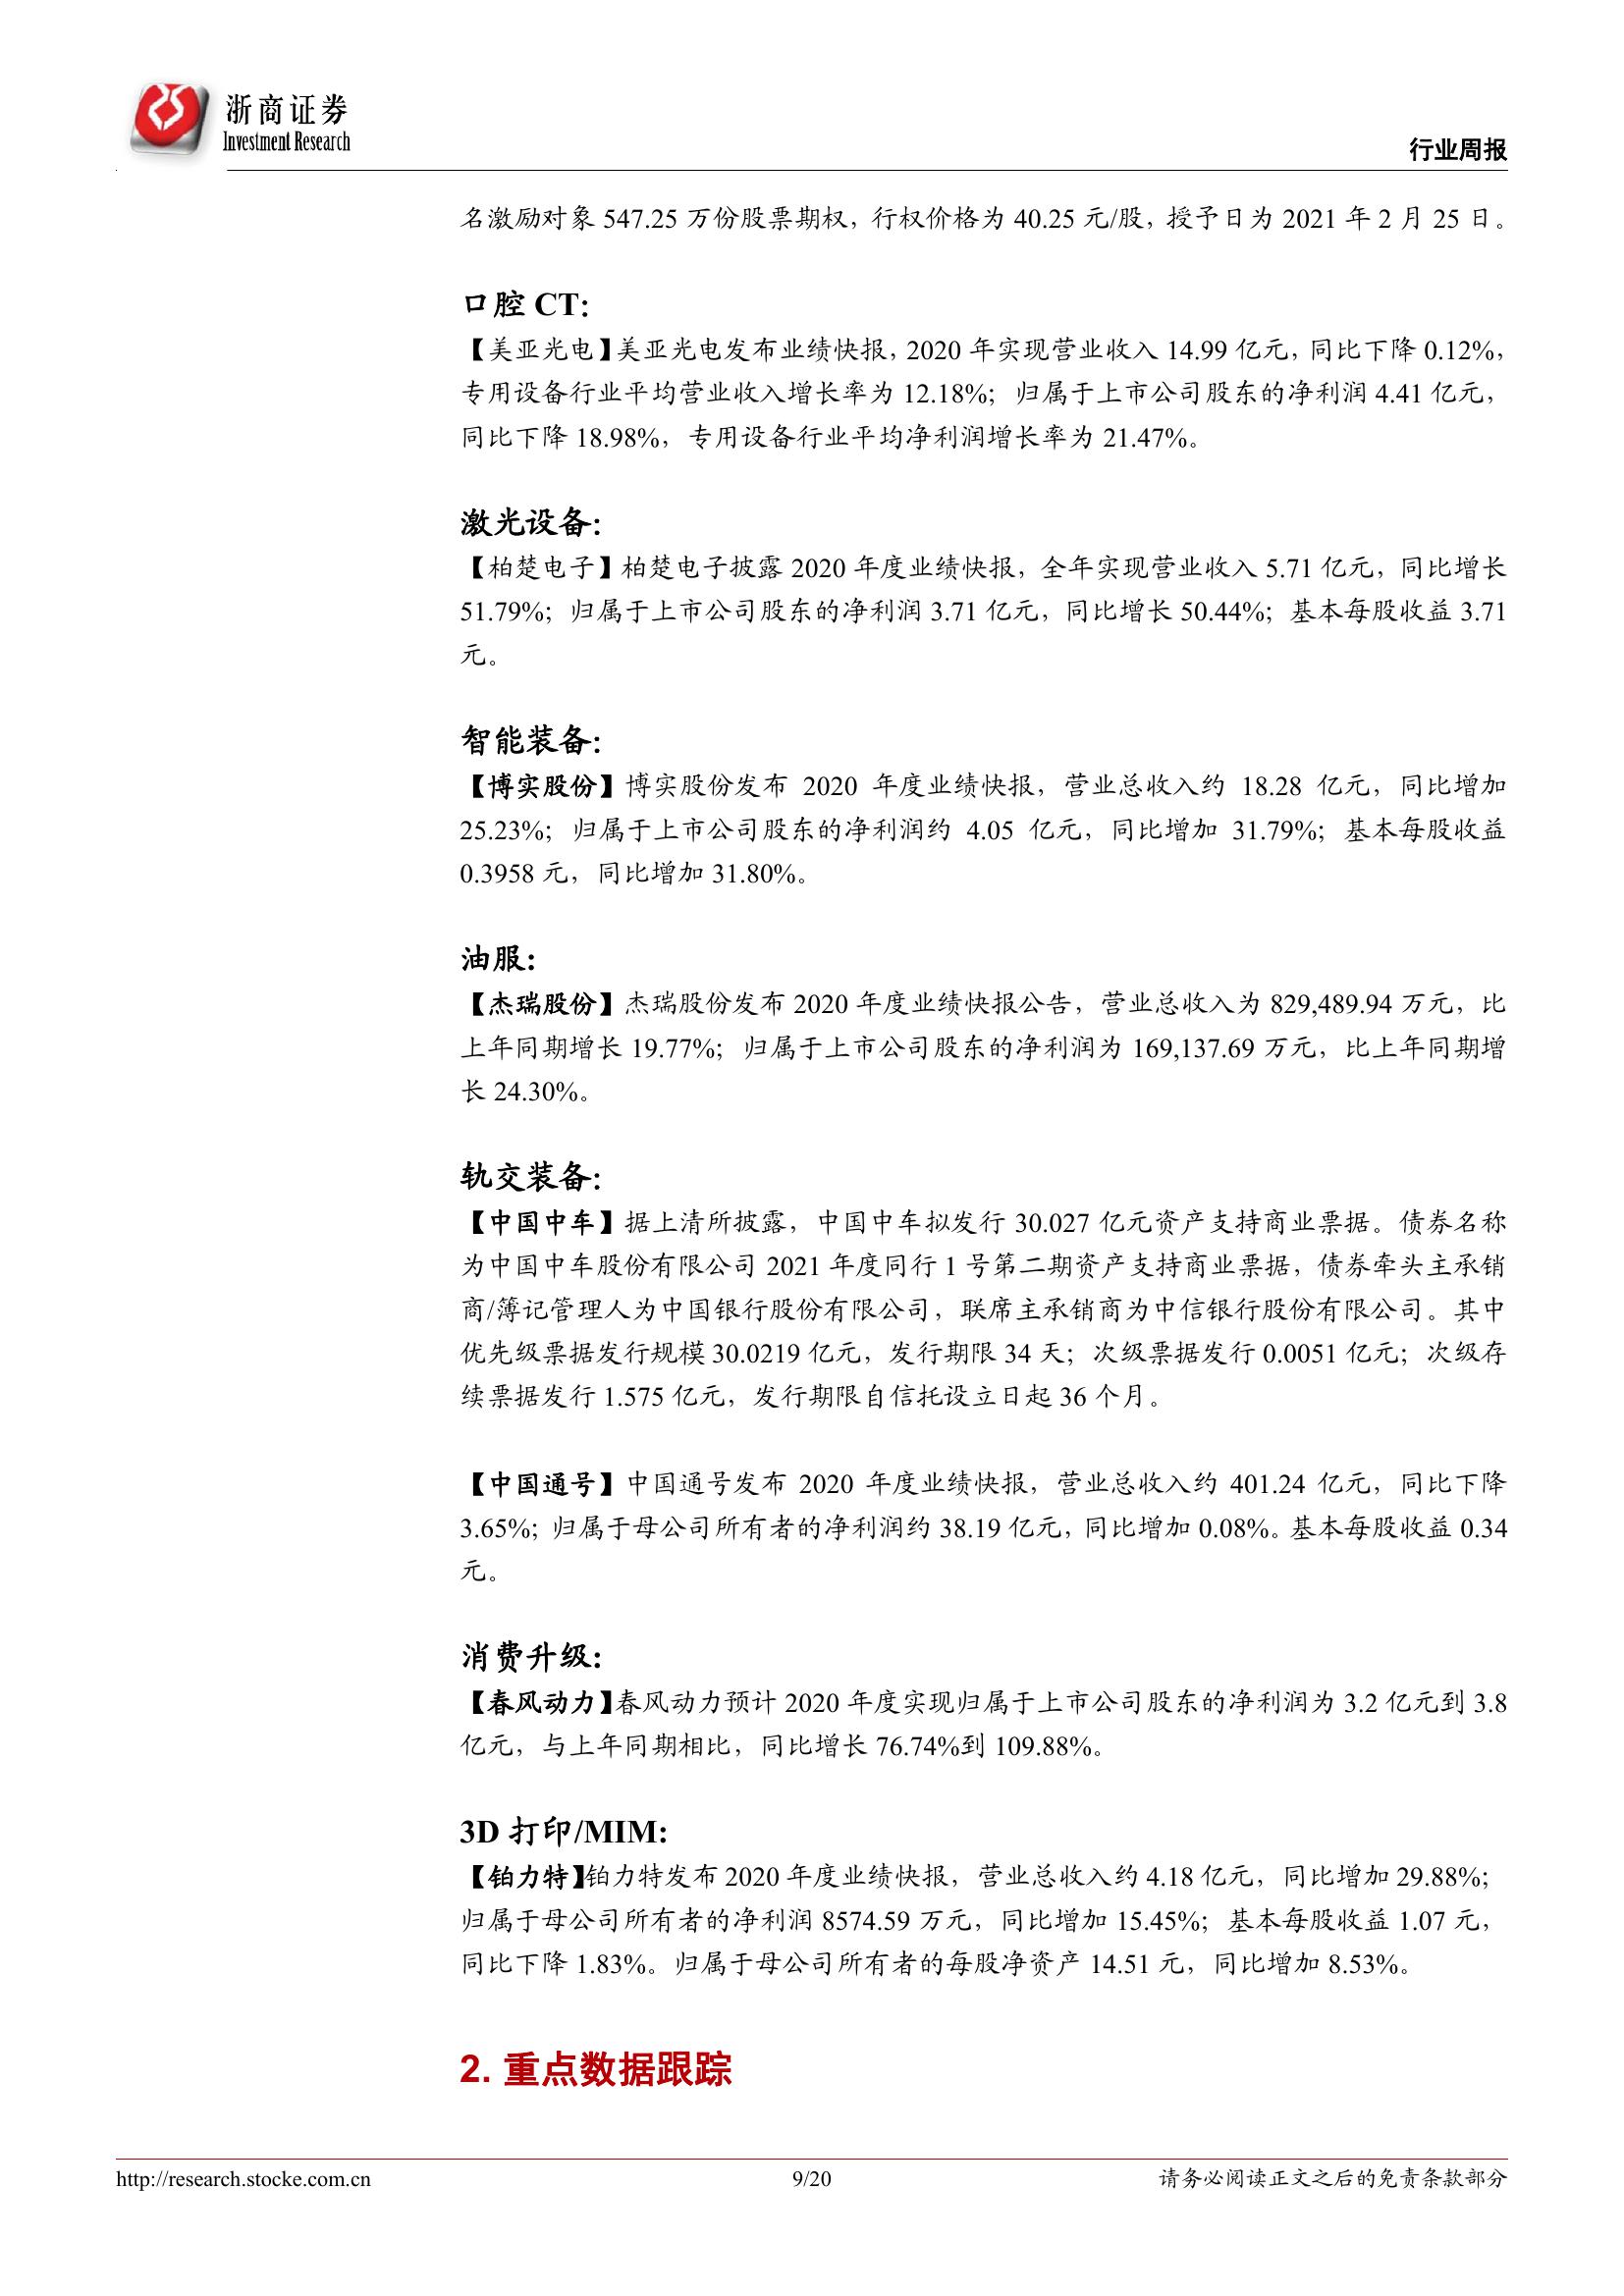 浙商证券
Investment Research
行业周报
名激励对象 547.25 万份股票期权，行权价格为 40.25 元/股，授予日为 2021 年 2 月 25 日。
口腔 CT：
【美亚光电】美亚光电发布业绩快报，2020 年实现营业收入 14.99 亿元，同比下降 0.12%，
专用设备行业平均营业收入增长率为 12.18%；归属于上市公司股东的净利润 4.41 亿元，
同比下降 18.98%，专用设备行业平均净利润增长率为 21.47%。
激光设备：
【柏楚电子】柏楚电子披露 2020 年度业绩快报，全年实现营业收入 5.71 亿元，同比增长
51.79%；归属于上市公司股东的净利润 3.71 亿元，同比增长 50.44%；基本每股收益 3.71
元。
智能装备：
【博实股份】博实股份发布 2020 年度业绩快报，营业总收入约 18.28 亿元，同比增加
25.23%；归属于上市公司股东的净利润约 4.05 亿元，同比增加 31.79%；基本每股收益
0.3958 元，同比增加 31.80%。
油服：
【杰瑞股份】杰瑞股份发布 2020 年度业绩快报公告，营业总收入为 829,489.94 万元，比
上年同期增长 19.77%；归属于上市公司股东的净利润为 169,137.69 万元，比上年同期增
长 24.30%。
轨交装备：
【中国中车】据上清所披露，中国中车拟发行 30.027 亿元资产支持商业票据。债券名称
为中国中车股份有限公司 2021 年度同行 1 号第二期资产支持商业票据，债券牵头主承销
商/簿记管理人为中国银行股份有限公司，联席主承销商为中信银行股份有限公司。其中
优先级票据发行规模 30.0219 亿元，发行期限 34 天；次级票据发行 0.0051 亿元；次级存
续票据发行 1.575 亿元，发行期限自信托设立日起 36 个月。
【中国通号】中国通号发布 2020 年度业绩快报，营业总收入约 401.24 亿元，同比下降
3.65%；归属于母公司所有者的净利润约 38.19 亿元，同比增加 0.08%。基本每股收益 0.34
元。
消费升级：
【春风动力】春风动力预计 2020 年度实现归属于上市公司股东的净利润为 3.2 亿元到 3.8
亿元，与上年同期相比，同比增长 76.74%到 109.88%。
3D 打印/MIM:
【铂力特】铂力特发布 2020 年度业绩快报，营业总收入约 4.18 亿元，同比增加 29.88%；
归属于母公司所有者的净利润 8574.59 万元，同比增加 15.45%；基本每股收益 1.07 元，
同比下降 1.83%。归属于母公司所有者的每股净资产 14.51 元，同比增加 8.53%。
2. 重点数据跟踪
http://research.stocke.com.cn
9/20
请务必阅读正文之后的免责条款部分